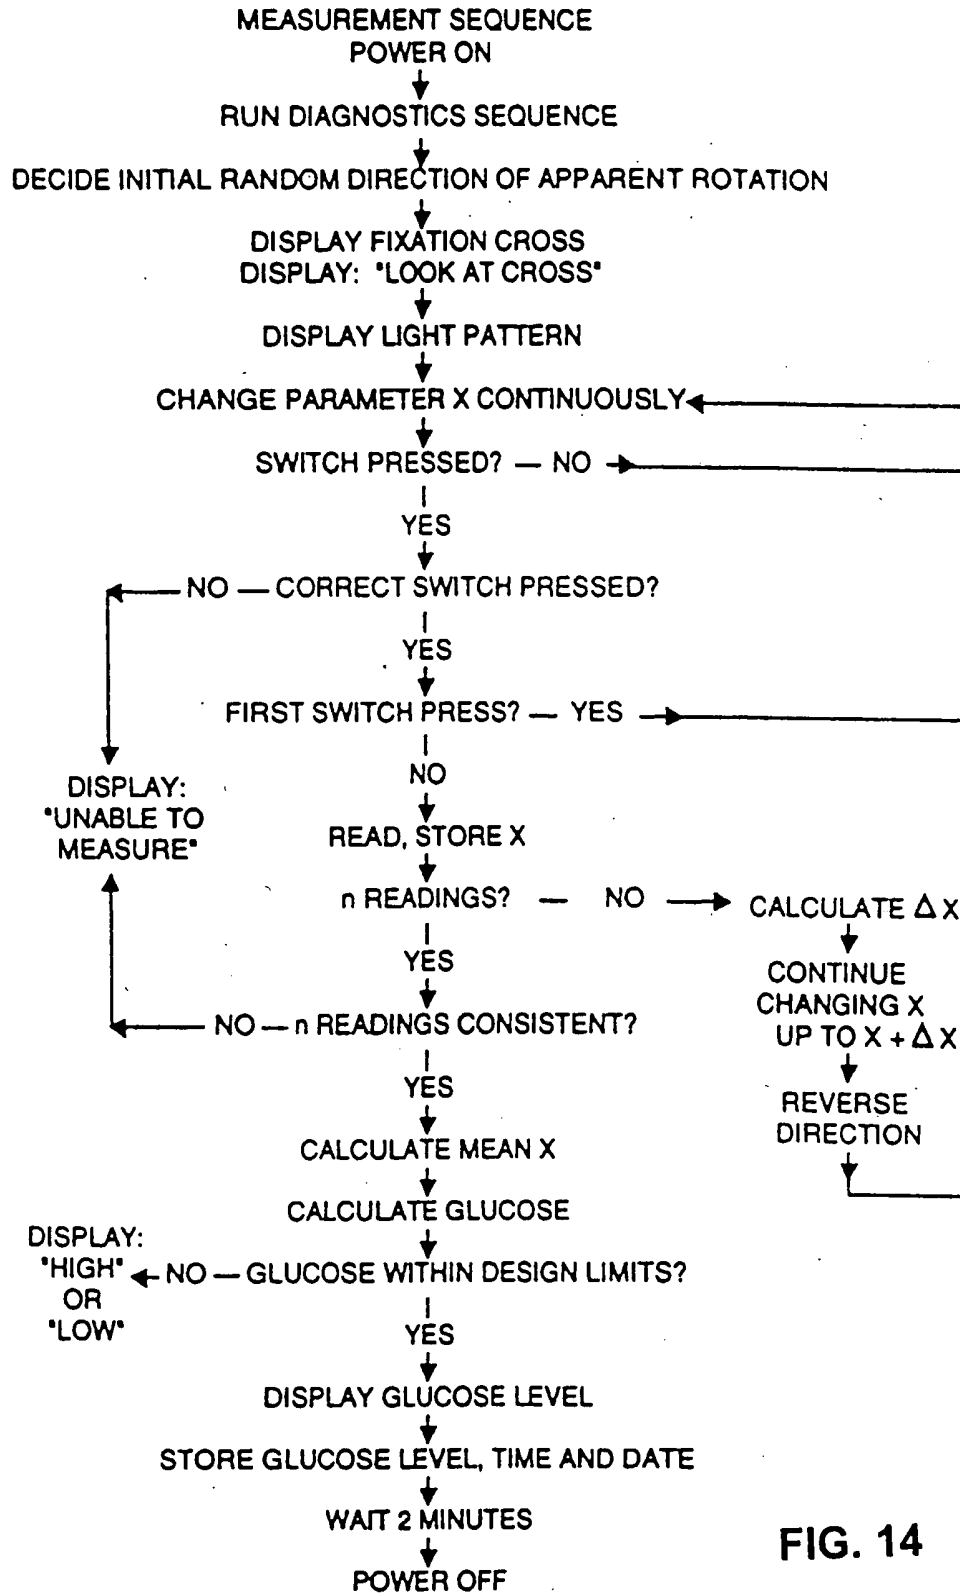 MEASUREMENT SEQUENCE
POWER ON
RUN DIAGNOSTICS SEQUENCE
DECIDE INITIAL RANDOM DIRECTION OF APPARENT ROTATION
DISPLAY FIXATION CROSS
DISPLAY: "LOOK AT CROSS"
DISPLAY LIGHT PATTERN
CHANGE PARAMETER X CONTINUOUSLY
SWITCH PRESSED? — NO
YES
NO — CORRECT SWITCH PRESSED?
YES
FIRST SWITCH PRESS? — YES
NO
DISPLAY:
"UNABLE TO
MEASURE"
READ, STORE X
n READINGS? — NO
CALCULATE Δ X
CONTINUE
CHANGING X
UP TO X + Δ X
REVERSE
DIRECTION
YES
NO — n READINGS CONSISTENT?
YES
CALCULATE MEAN X
CALCULATE GLUCOSE
DISPLAY:
"HIGH"
OR
"LOW"
NO — GLUCOSE WITHIN DESIGN LIMITS?
YES
DISPLAY GLUCOSE LEVEL
STORE GLUCOSE LEVEL, TIME AND DATE
WAIT 2 MINUTES
POWER OFF
FIG. 14